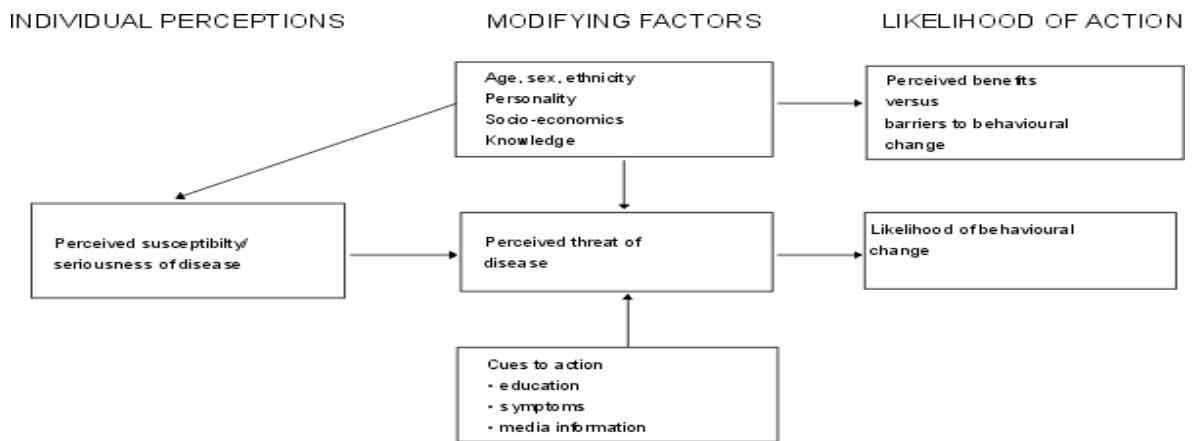 INDIVIDUAL PERCEPTIONS
MODIFYING FACTORS
LIKELIHOOD OF ACTION
Age, sex, ethnicity
Personality
Socio-economics
Knowledge
Perceived benefits
versus
barriers to behavioural
change
Perceived susceptibilty/
seriousness of disease
Perceived threat of
disease
Likelihood of behavioural
change
Cues to action
- education
- symptoms
- media information